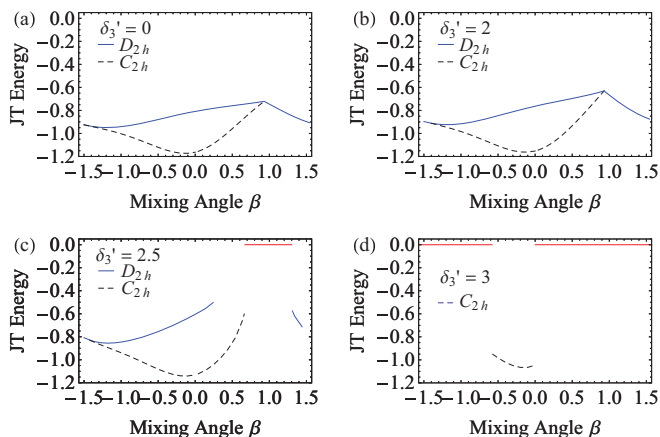 (a)
δ₃' = 0
D₂ₕ
C₂ₕ
JT Energy
0.0
−0.2
−0.4
−0.6
−0.8
−1.0
−1.2
−1.5 −1.0 −0.5 0.0 0.5 1.0 1.5
Mixing Angle β
(b)
δ₃' = 2
D₂ₕ
C₂ₕ
JT Energy
0.0
−0.2
−0.4
−0.6
−0.8
−1.0
−1.2
−1.5 −1.0 −0.5 0.0 0.5 1.0 1.5
Mixing Angle β
(c)
δ₃' = 2.5
D₂ₕ
C₂ₕ
JT Energy
0.0
−0.2
−0.4
−0.6
−0.8
−1.0
−1.2
−1.5 −1.0 −0.5 0.0 0.5 1.0 1.5
Mixing Angle β
(d)
δ₃' = 3
C₂ₕ
JT Energy
0.0
−0.2
−0.4
−0.6
−0.8
−1.0
−1.2
−1.5 −1.0 −0.5 0.0 0.5 1.0 1.5
Mixing Angle β